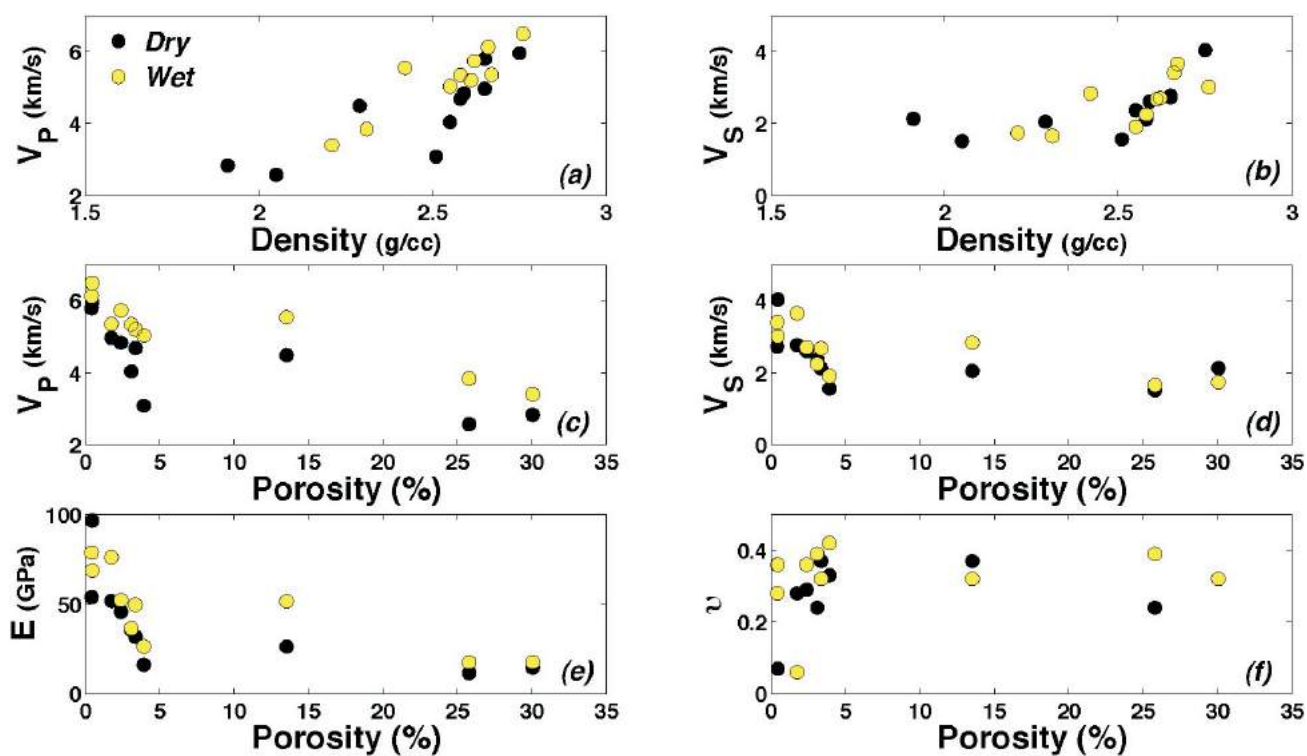 V_P (km/s)
6
4
2
Dry
Wet
(a)
1.5 2 2.5 3
Density (g/cc)
V_S (km/s)
4
2
0
(b)
1.5 2 2.5 3
Density (g/cc)
V_P (km/s)
6
4
2
(c)
0 5 10 15 20 25 30 35
Porosity (%)
V_S (km/s)
4
2
0
(d)
0 5 10 15 20 25 30 35
Porosity (%)
E (GPa)
100
50
0
(e)
0 5 10 15 20 25 30 35
Porosity (%)
υ
0.4
0.2
0
(f)
0 5 10 15 20 25 30 35
Porosity (%)